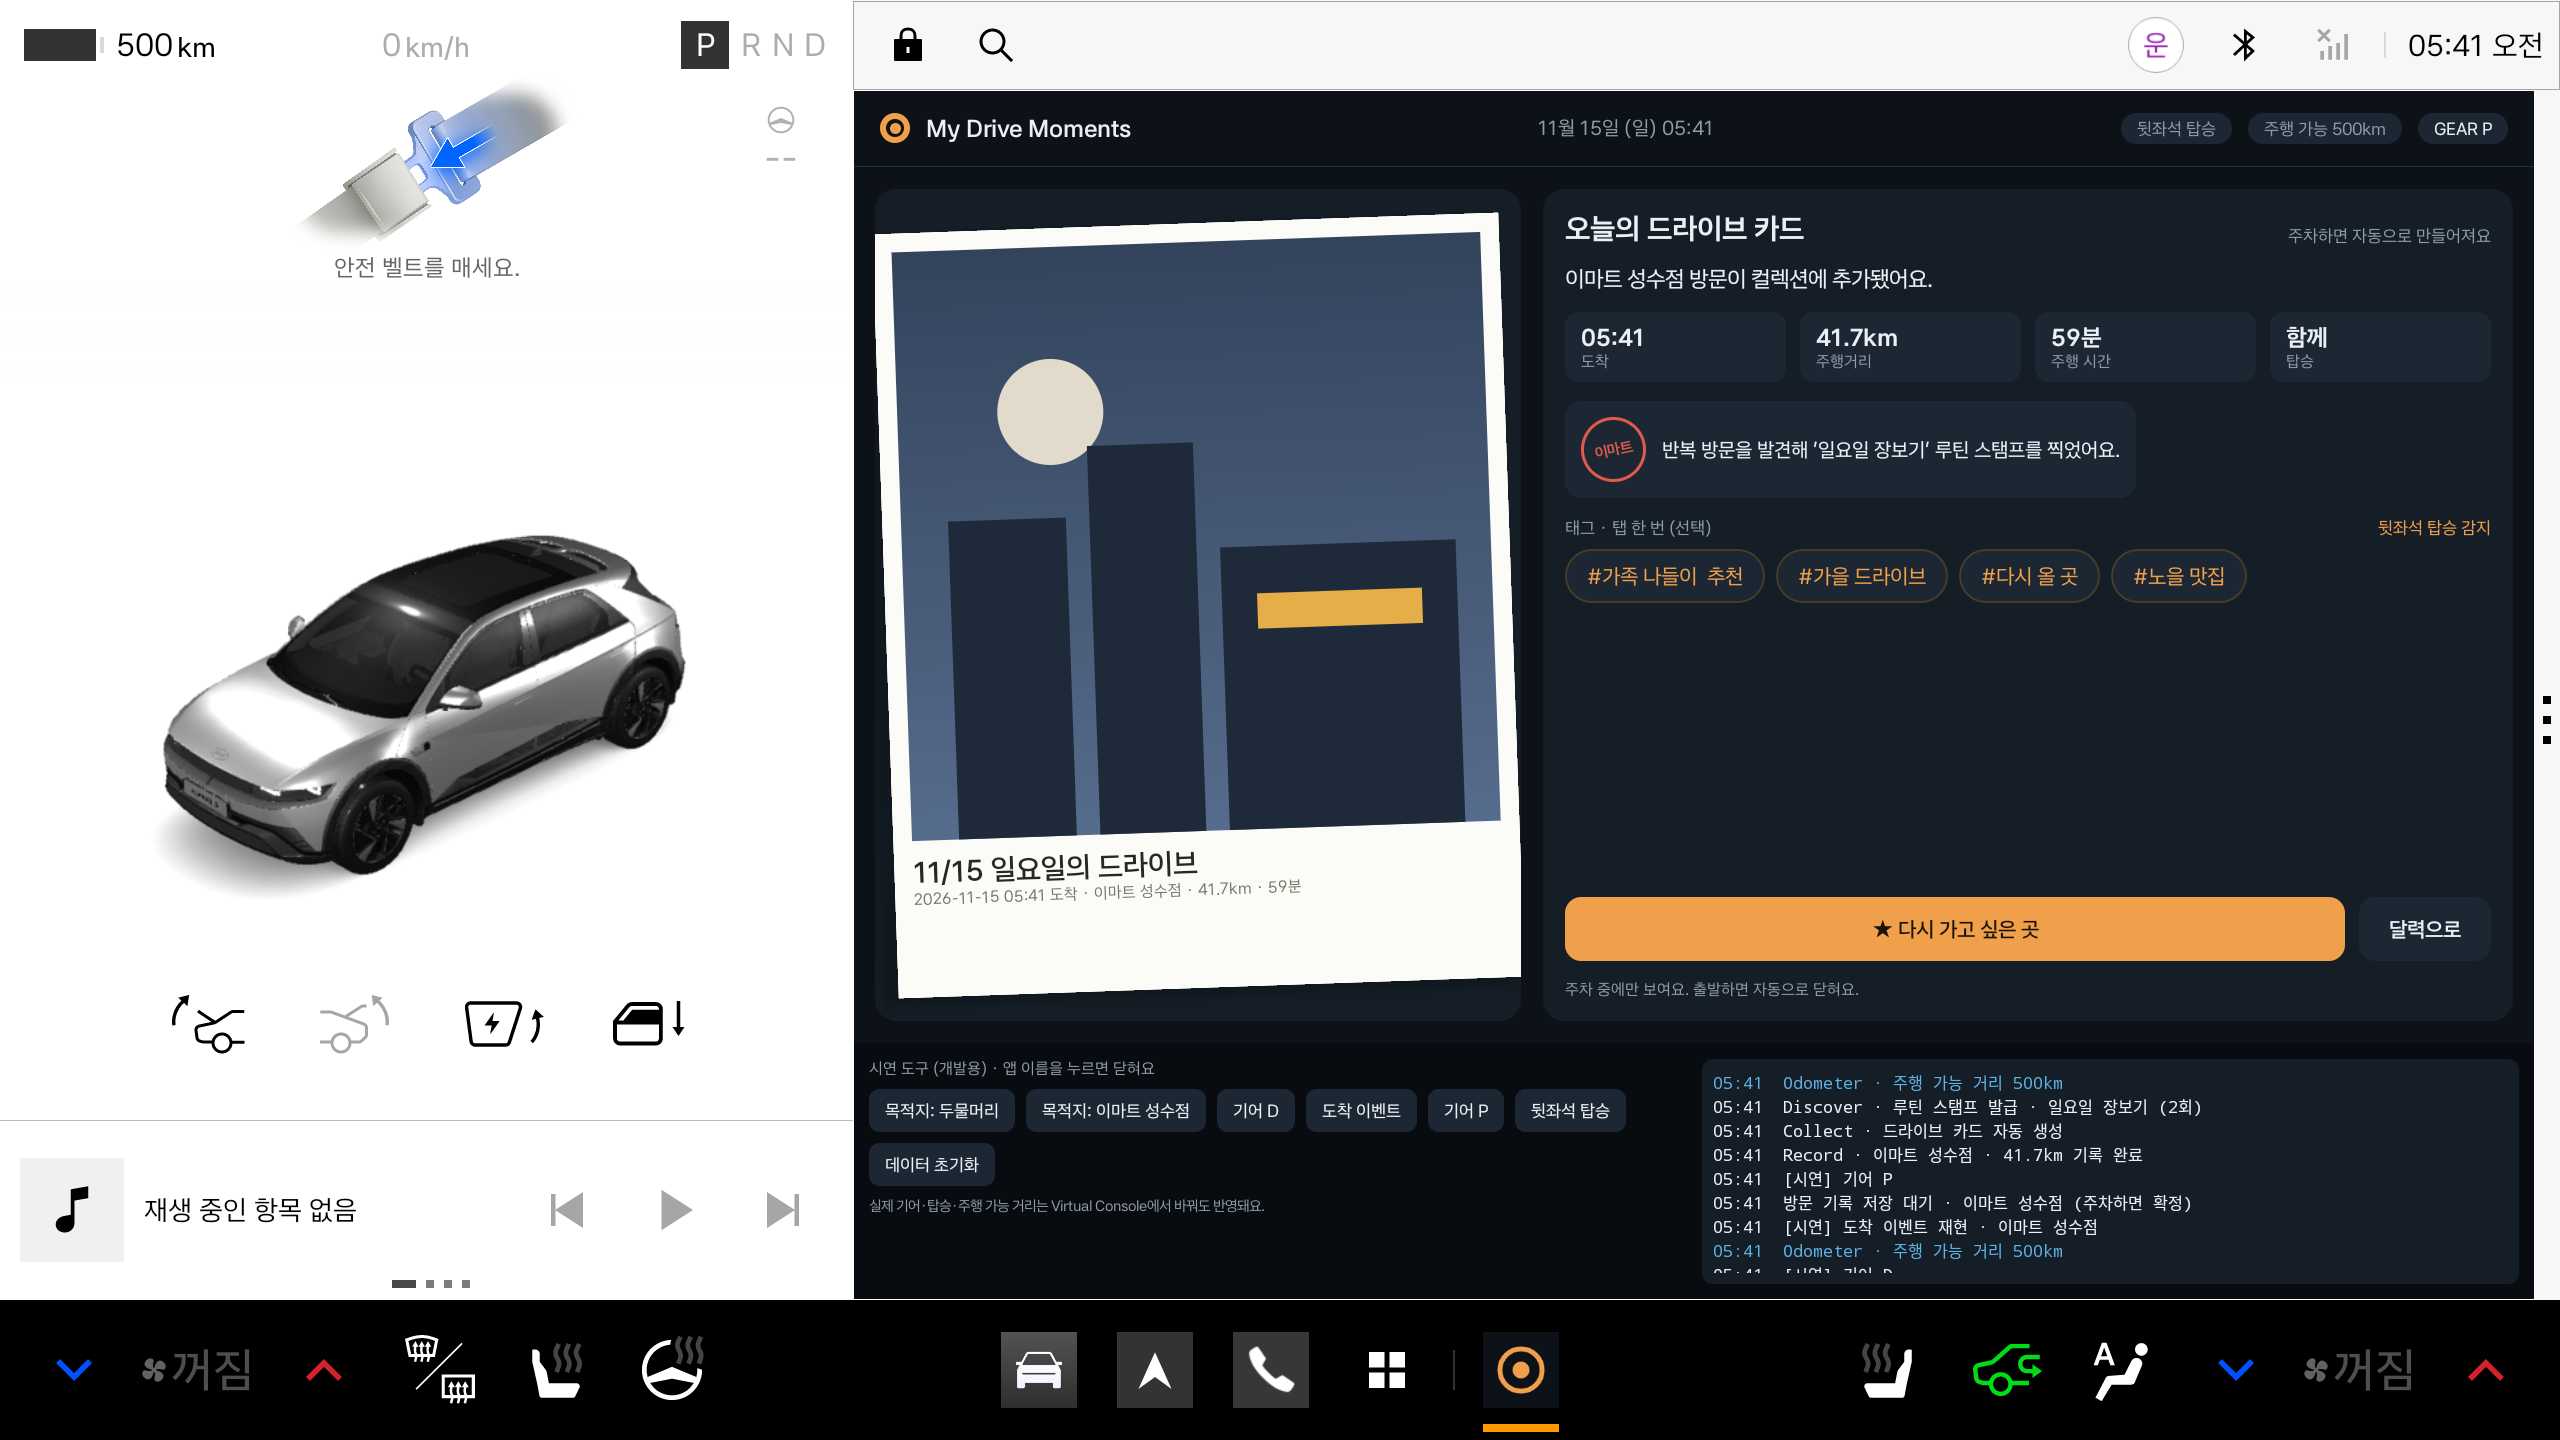 500 km
0 km/h
P R N D
운
05:41 오전
안전 벨트를 매세요.
재생 중인 항목 없음
My Drive Moments
11월 15일 (일) 05:41
뒷좌석 탑승
주행 가능 500km
GEAR P
11/15 일요일의 드라이브
2026-11-15 05:41 도착 · 이마트 성수점 · 41.7km · 59분
오늘의 드라이브 카드
주차하면 자동으로 만들어져요
이마트 성수점 방문이 컬렉션에 추가됐어요.
05:41
도착
41.7km
주행거리
59분
주행 시간
함께
탑승
이마트
반복 방문을 발견해 '일요일 장보기' 루틴 스탬프를 찍었어요.
태그 · 탭 한 번 (선택)
뒷좌석 탑승 감지
#가족 나들이 추천
#가을 드라이브
#다시 올 곳
#노을 맛집
★ 다시 가고 싶은 곳
달력으로
주차 중에만 보여요. 출발하면 자동으로 닫혀요.
시연 도구 (개발용) · 앱 이름을 누르면 닫혀요
목적지: 두물머리
목적지: 이마트 성수점
기어 D
도착 이벤트
기어 P
뒷좌석 탑승
데이터 초기화
실제 기어·탑승·주행 가능 거리는 Virtual Console에서 바꿔도 반영돼요.
05:41 Odometer · 주행 가능 거리 500km
05:41 Discover · 루틴 스탬프 발급 · 일요일 장보기 (2회)
05:41 Collect · 드라이브 카드 자동 생성
05:41 Record · 이마트 성수점 · 41.7km 기록 완료
05:41 [시연] 기어 P
05:41 방문 기록 저장 대기 · 이마트 성수점 (주차하면 확정)
05:41 [시연] 도착 이벤트 재현 · 이마트 성수점
05:41 Odometer · 주행 가능 거리 500km
05:41 [시연] 기어 D
꺼짐
A
꺼짐